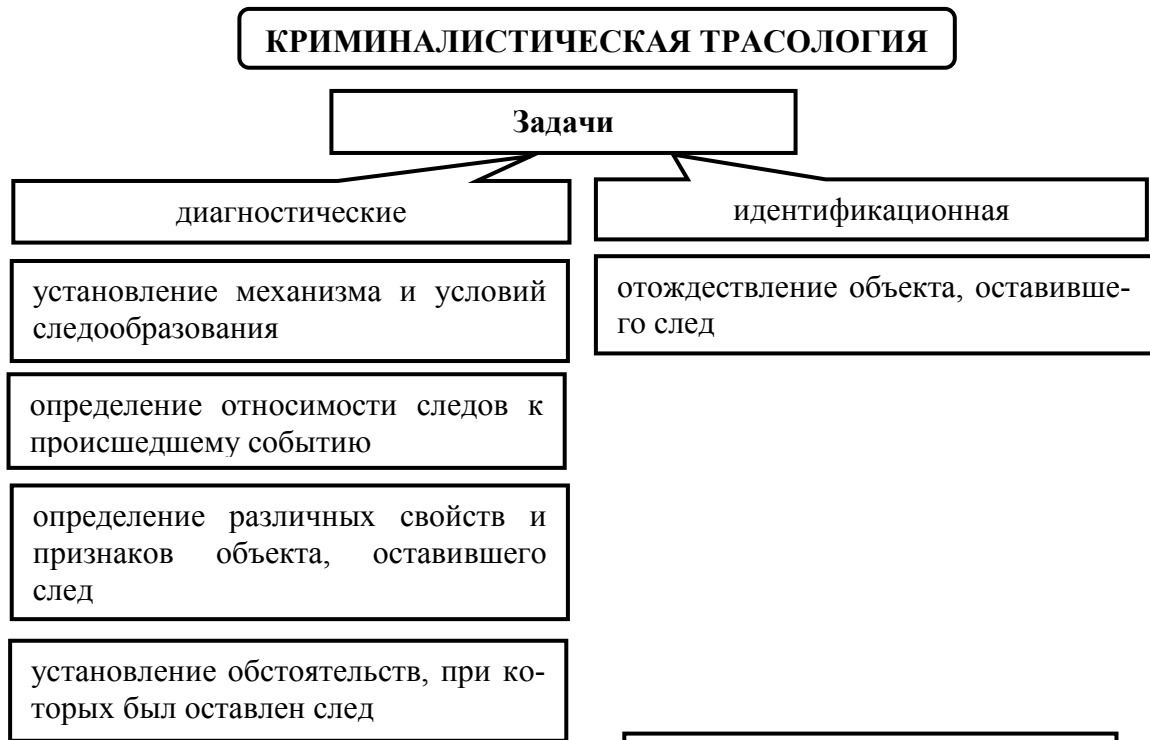 КРИМИНАЛИСТИЧЕСКАЯ ТРАСОЛОГИЯ
Задачи
диагностические
идентификационная
установление механизма и условий
следообразования
отождествление объекта, оставивше-
го след
определение относимости следов к
происшедшему событию
определение различных свойств и
признаков объекта, оставившего
след
установление обстоятельств, при ко-
торых был оставлен след